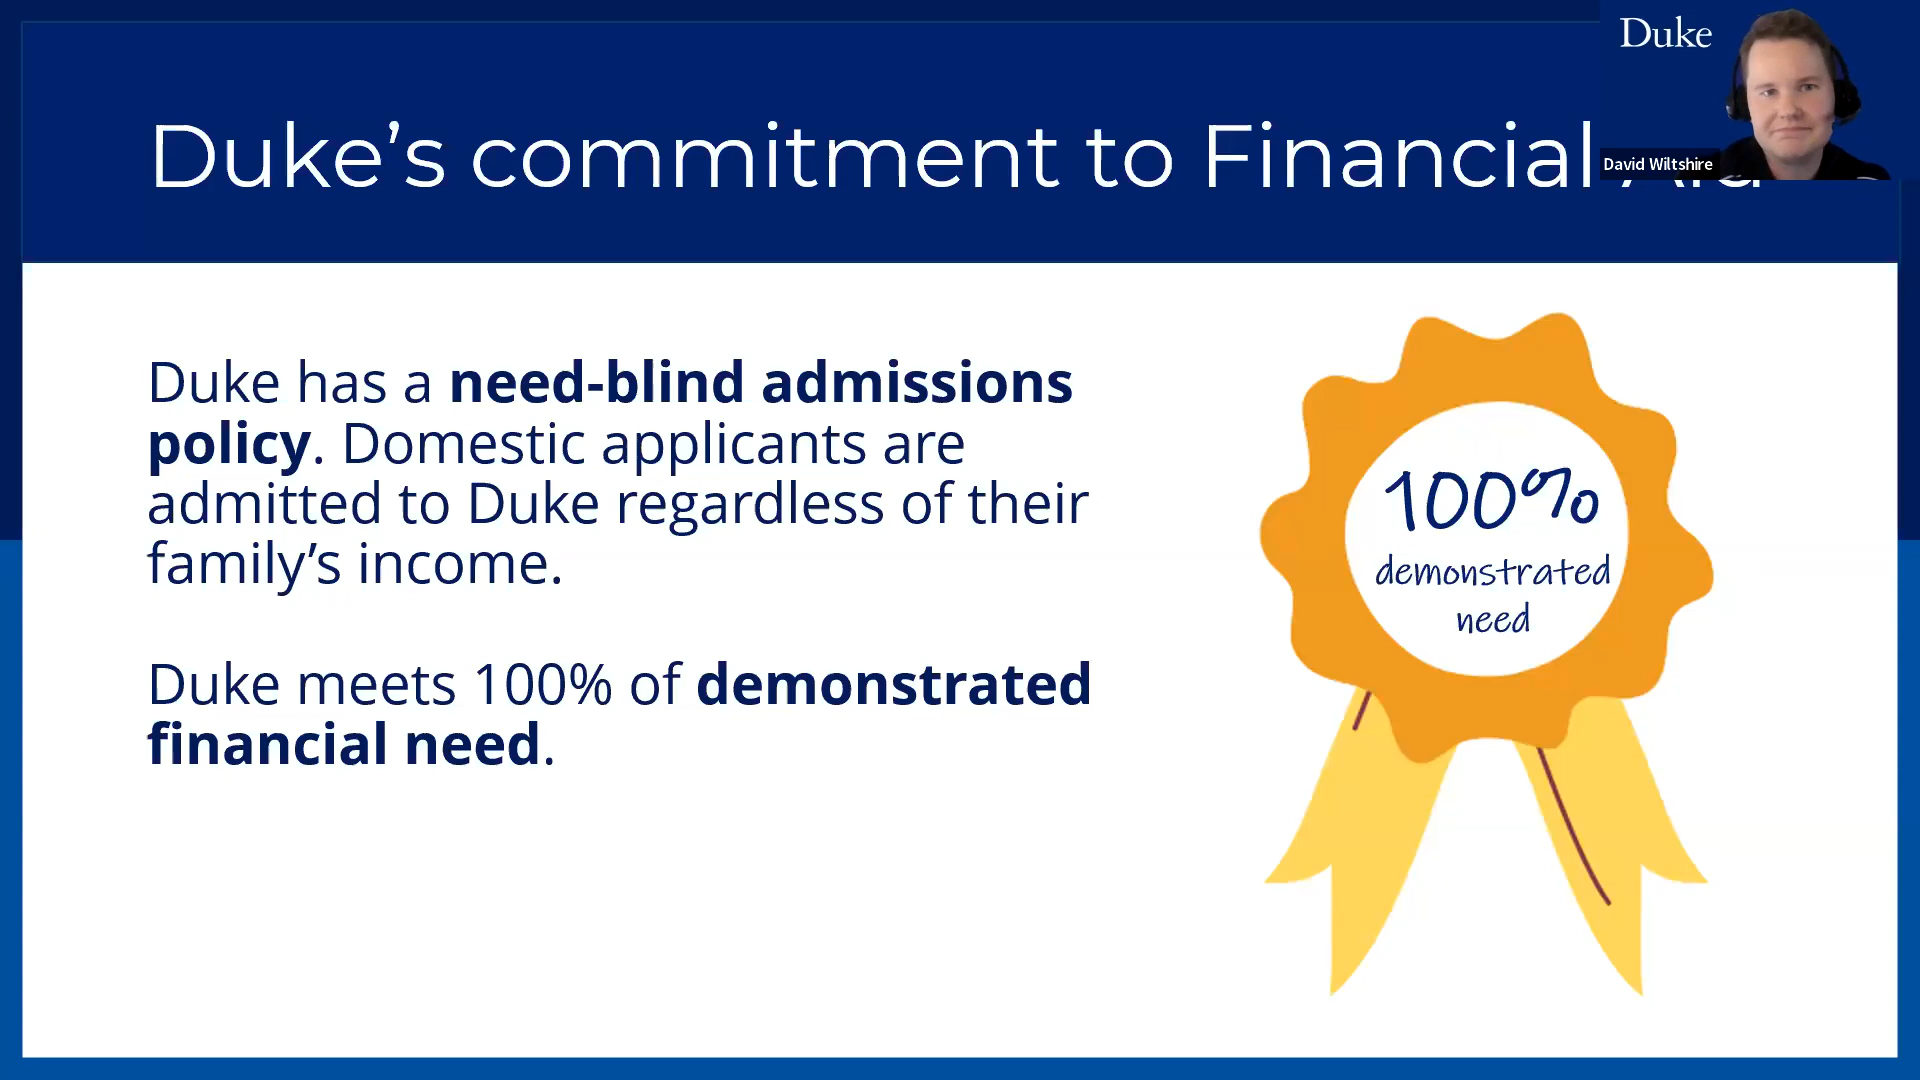 Duke
Duke’s commitment to Financial
David Wiltshire
Duke has a need-blind admissions
policy. Domestic applicants are
admitted to Duke regardless of their
family’s income.
Duke meets 100% of demonstrated
financial need.
100%
demonstrated
need